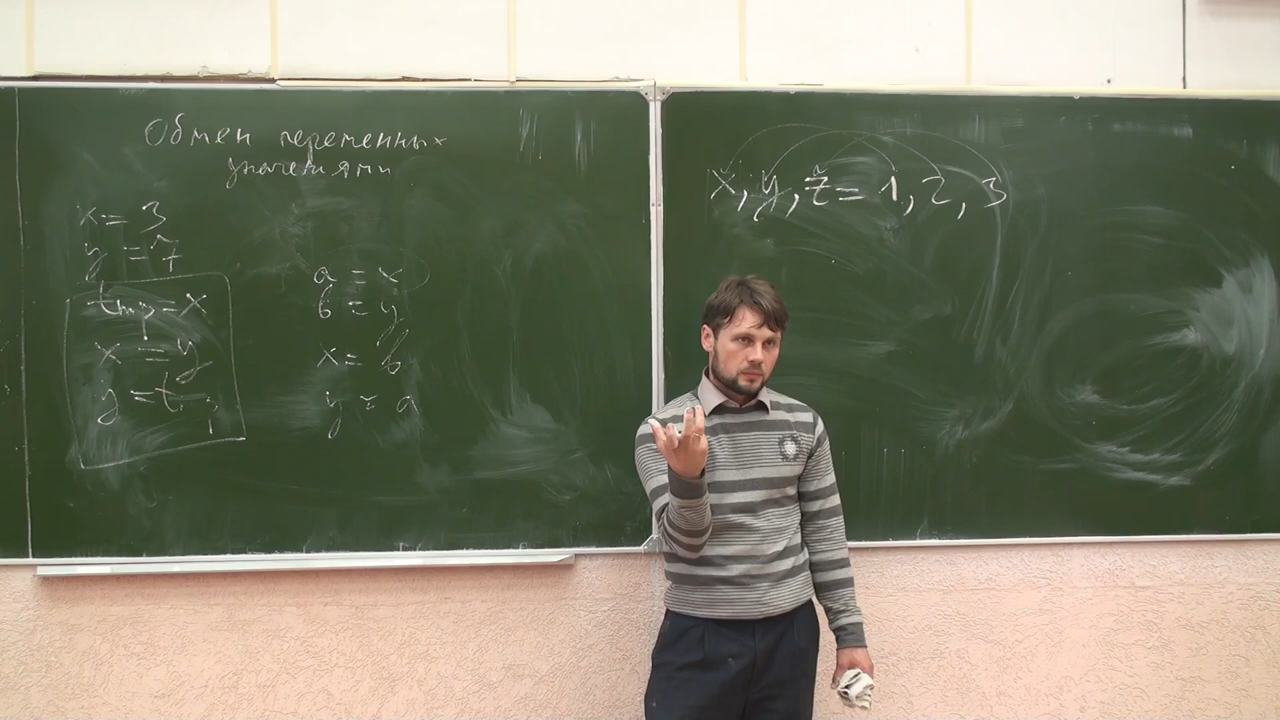 Обмен переменных
значениями
x = 3
y = 7
tmp = x
x = y
y = tmp
a = x
b = y
x = b
y = a
x, y, z = 1, 2, 3